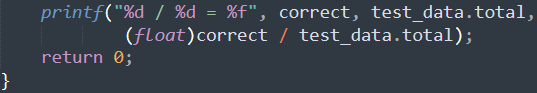 printf("%d / %d = %f", correct, test_data.total,
(float)correct / test_data.total);
return 0;
}